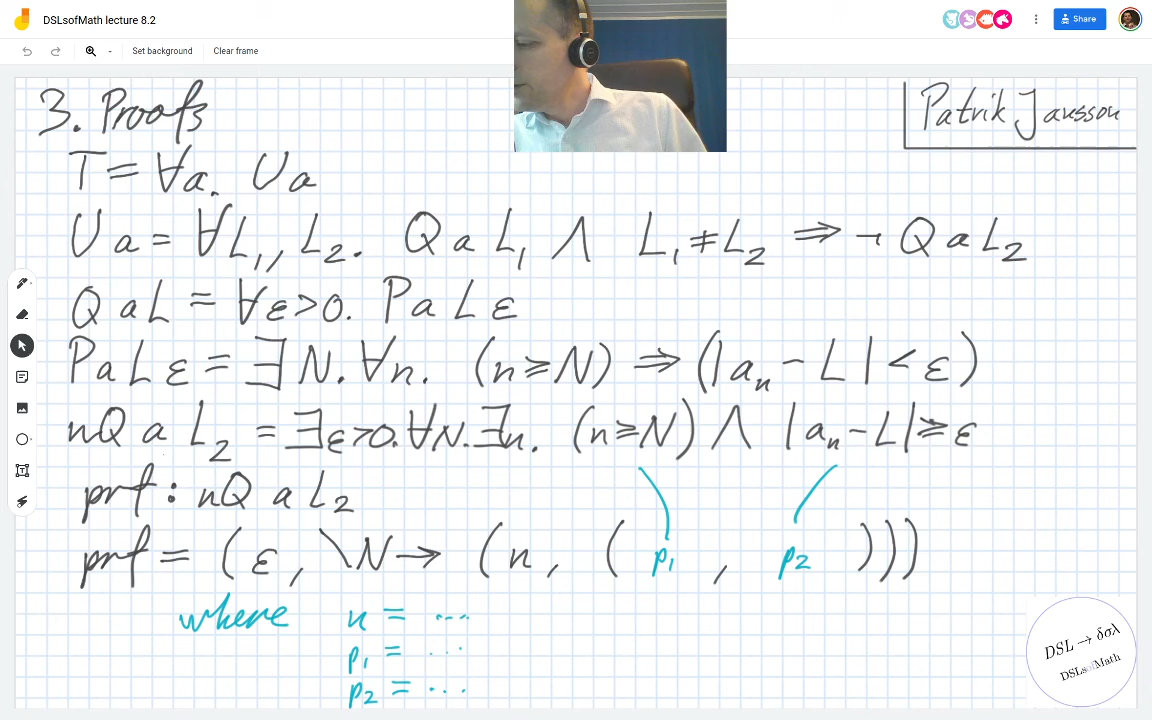 DSLsofMath lecture 8.2
Share
Set background
Clear frame
3. Proofs
Patrik Jansson
T = ∀a. U a
U a = ∀L₁, L₂. Q a L₁ ∧ L₁ ≠ L₂ ⇒ ¬ Q a L₂
Q a L = ∀ε>0. P a L ε
P a L ε = ∃N. ∀n. (n ≥ N) ⇒ (|aₙ - L| < ε)
nQ a L₂ = ∃ε>0. ∀N. ∃n. (n ≥ N) ∧ |aₙ - L| ≥ ε
prf : nQ a L₂
prf = (ε, \N → (n, (p₁, p₂)))
where n = ...
p₁ = ...
p₂ = ...
DSL → δσλ
DSLsofMath